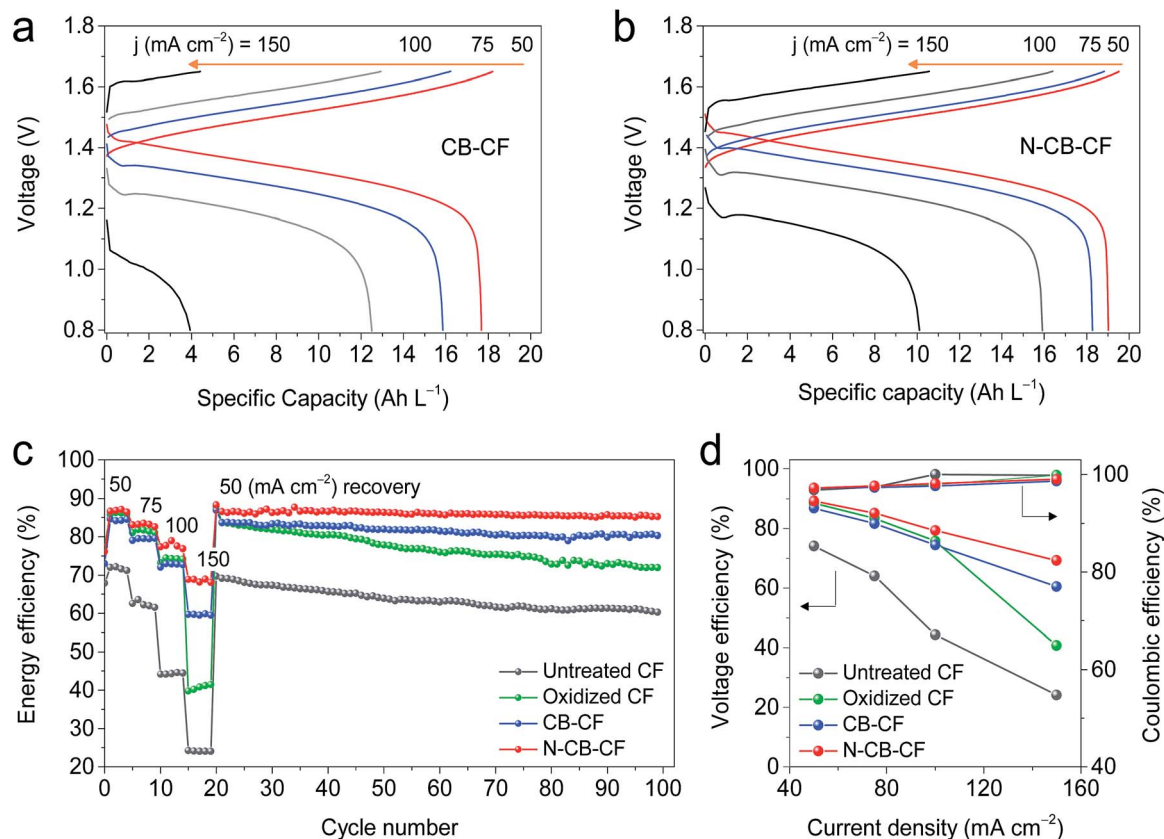 a
j (mA cm⁻²) = 150 100 75 50
CB-CF
1.8
1.6
1.4
1.2
1.0
0.8
Voltage (V)
0 2 4 6 8 10 12 14 16 18 20
Specific Capacity (Ah L⁻¹)
b
j (mA cm⁻²) = 150 100 75 50
N-CB-CF
1.8
1.6
1.4
1.2
1.0
0.8
Voltage (V)
0 2 4 6 8 10 12 14 16 18 20
Specific capacity (Ah L⁻¹)
c
100
90
80
70
60
50
40
30
20
Energy efficiency (%)
50
75
100
150
50 (mA cm⁻²) recovery
Untreated CF
Oxidized CF
CB-CF
N-CB-CF
0 10 20 30 40 50 60 70 80 90 100
Cycle number
d
100
80
60
40
20
0
Voltage efficiency (%)
Untreated CF
Oxidized CF
CB-CF
N-CB-CF
100
80
60
40
Coulombic efficiency (%)
40 80 120 160
Current density (mA cm⁻²)